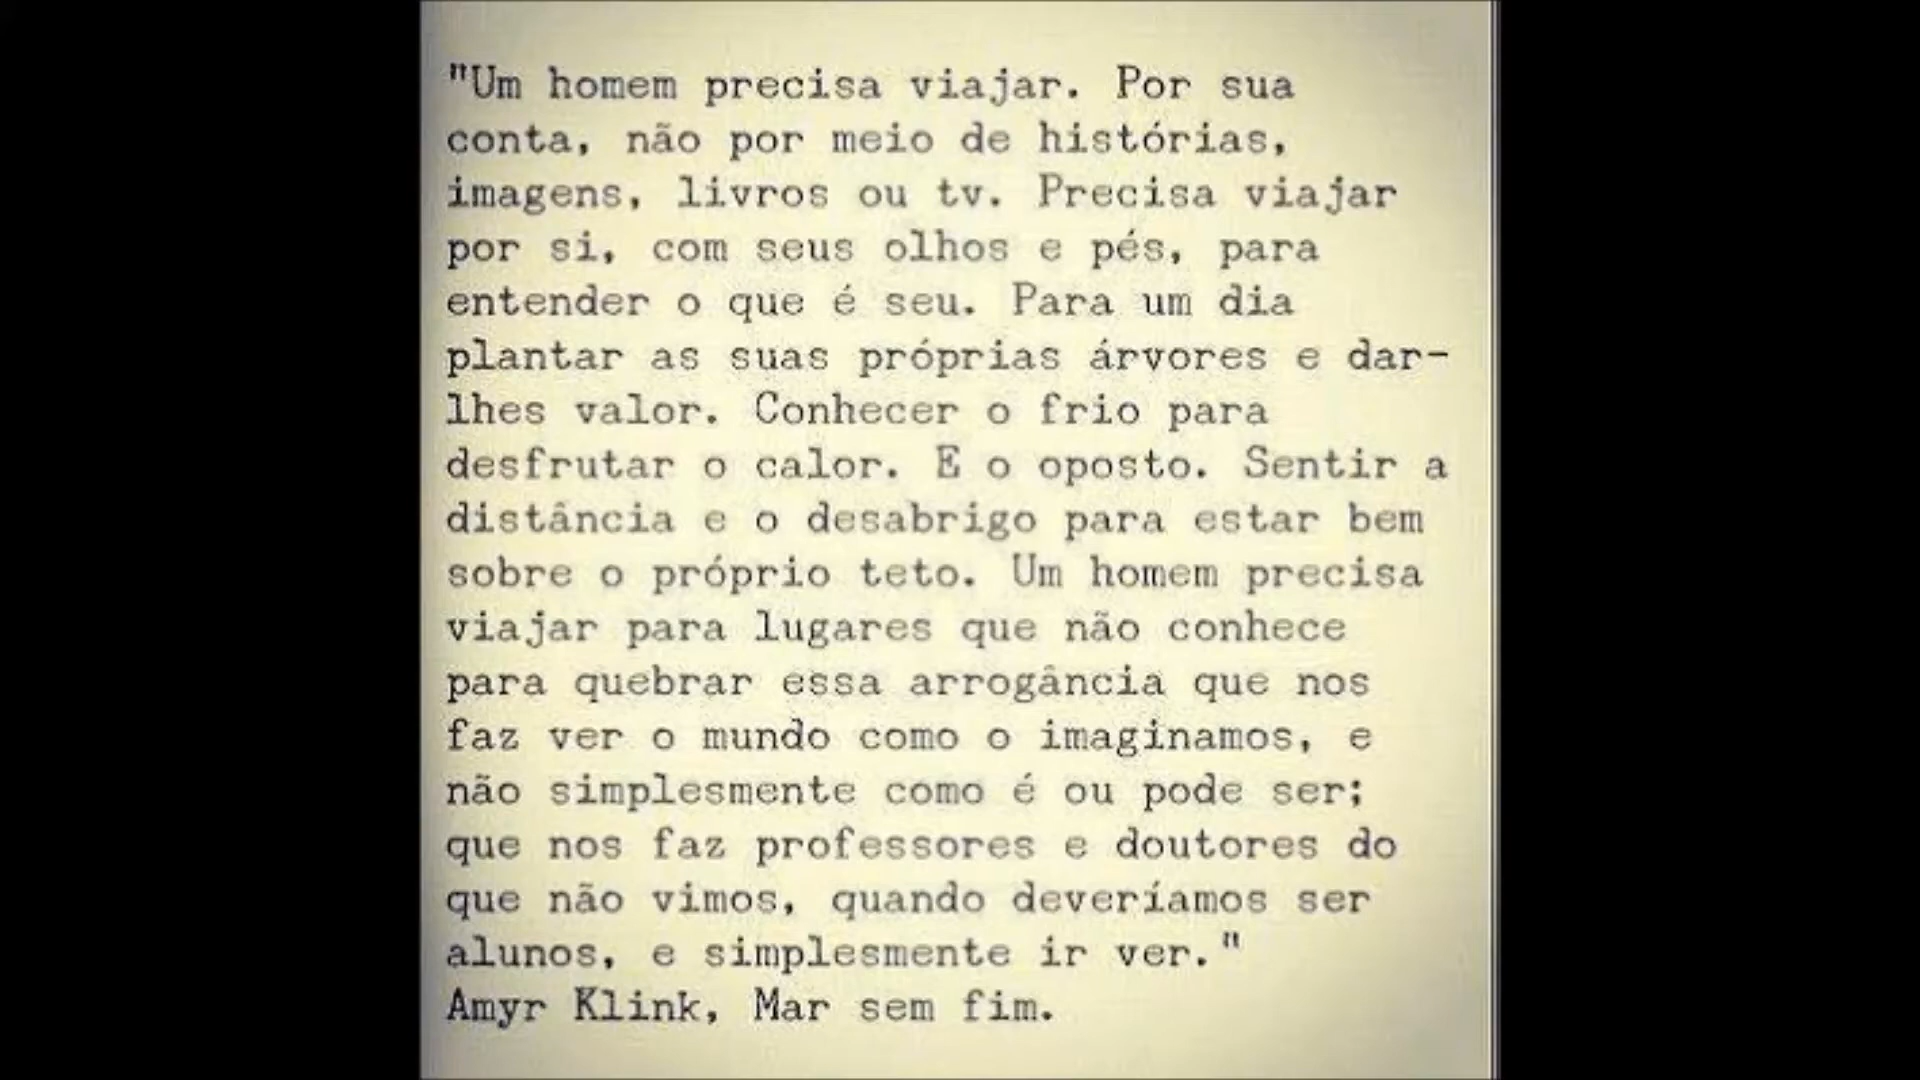 "Um homem precisa viajar. Por sua
conta, não por meio de histórias,
imagens, livros ou tv. Precisa viajar
por si, com seus olhos e pés, para
entender o que é seu. Para um dia
plantar as suas próprias árvores e dar-
lhes valor. Conhecer o frio para
desfrutar o calor. E o oposto. Sentir a
distância e o desabrigo para estar bem
sobre o próprio teto. Um homem precisa
viajar para lugares que não conhece
para quebrar essa arrogância que nos
faz ver o mundo como o imaginamos, e
não simplesmente como é ou pode ser;
que nos faz professores e doutores do
que não vimos, quando deveríamos ser
alunos, e simplesmente ir ver."
Amyr Klink, Mar sem fim.